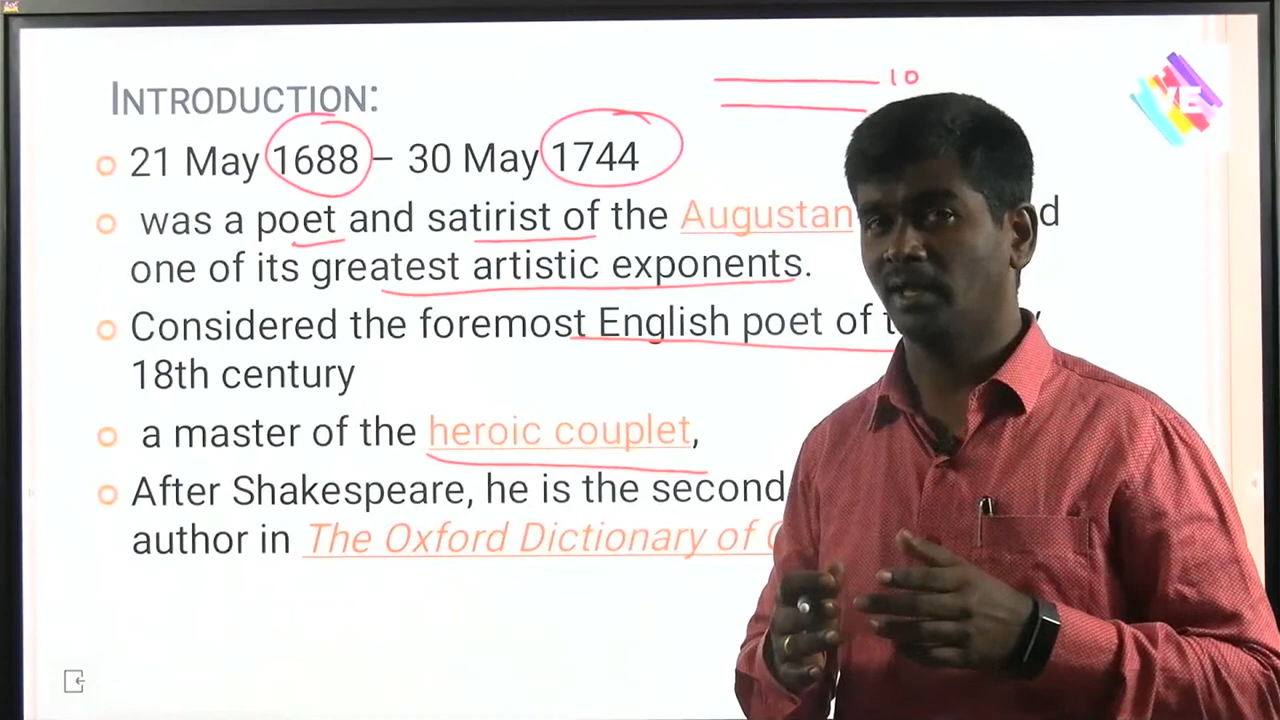 INTRODUCTION:
10
21 May 1688 – 30 May 1744
was a poet and satirist of the Augustan
one of its greatest artistic exponents.
Considered the foremost English poet of
18th century
a master of the heroic couplet,
After Shakespeare, he is the second
author in The Oxford Dictionary of
YE